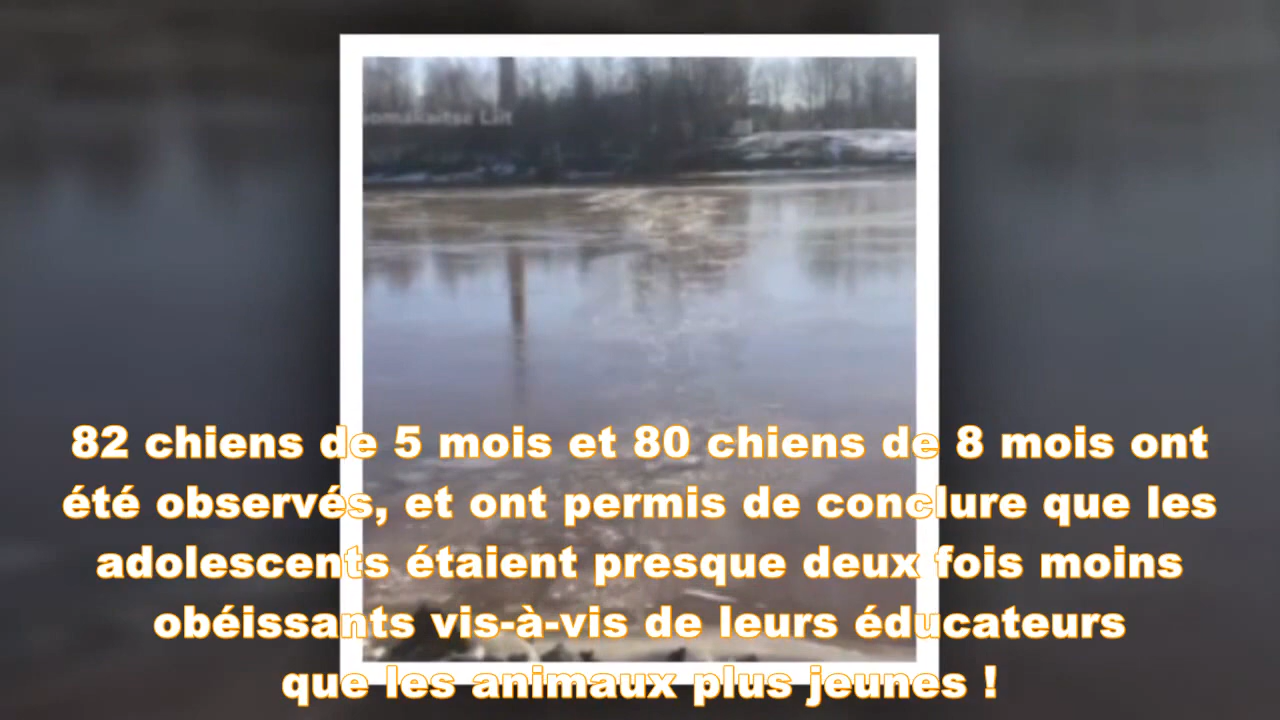 82 chiens de 5 mois et 80 chiens de 8 mois ont
été observés, et ont permis de conclure que les
adolescents étaient presque deux fois moins
obéissants vis-à-vis de leurs éducateurs
que les animaux plus jeunes !